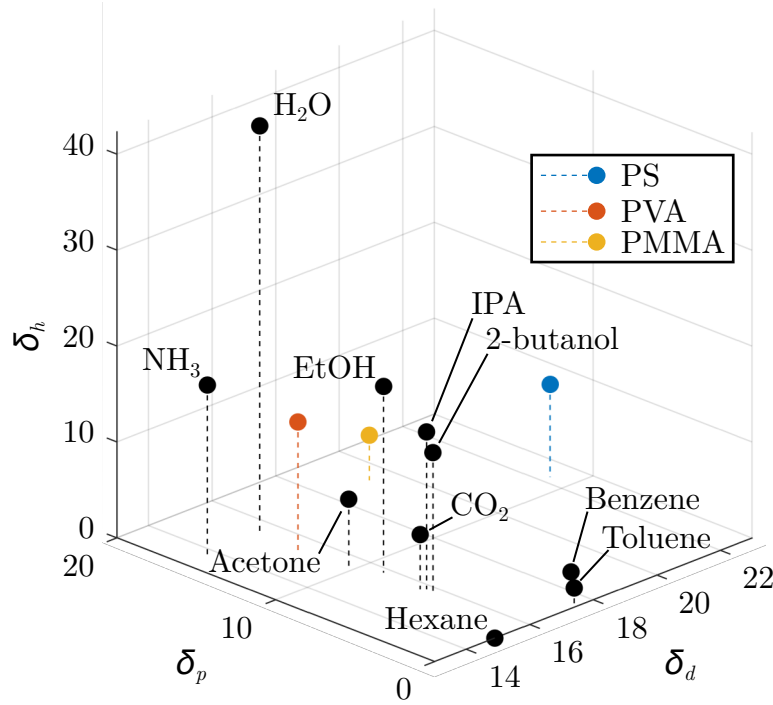 H₂O
40
PS
PVA
PMMA
30
IPA
2-butanol
20
δₕ
NH₃
EtOH
10
CO₂
Benzene
0
Toluene
20
Acetone
22
20
10
Hexane
18
16
δₚ
14
δ_d
0